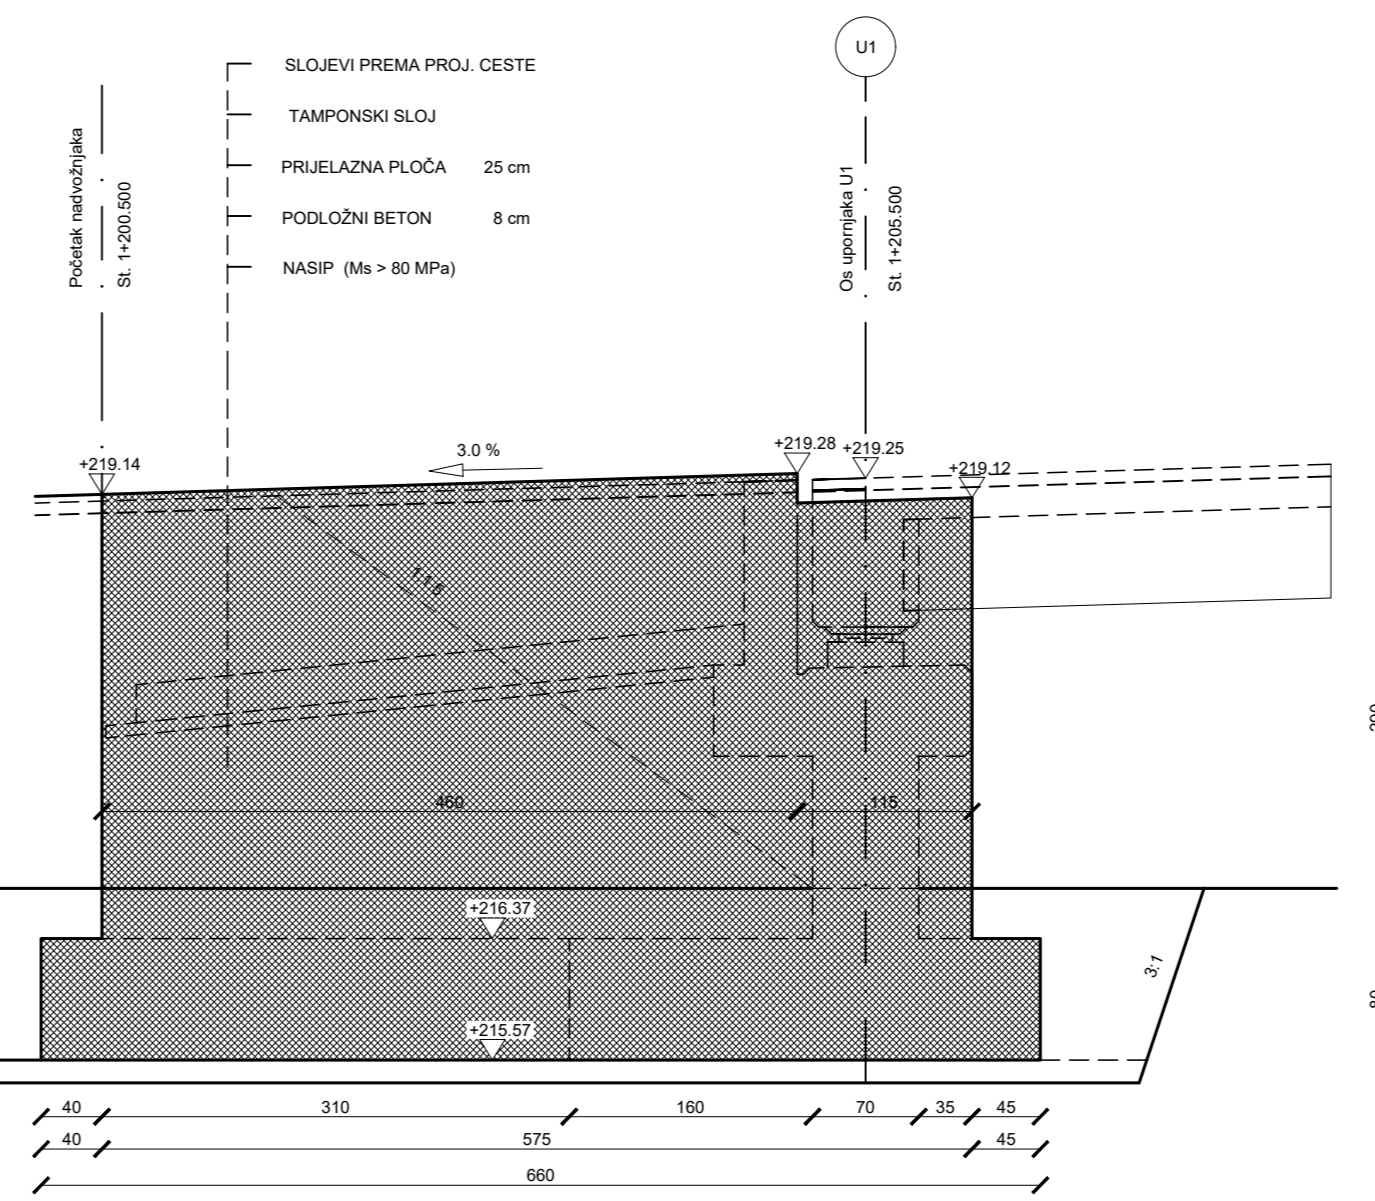 U1
SLOJEVI PREMA PROJ. CESTE
TAMPONSKI SLOJ
PRIJELAZNA PLOČA 25 cm
PODLOŽNI BETON 8 cm
NASIP (Ms > 80 MPa)
Početak nadvožnjaka
St. 1+200.500
Os upornjaka U1
St. 1+205.500
+219.14
3.0 %
+219.28
+219.25
+219.12
1:1.5
460
115
+216.37
+215.57
3:1
80
40
310
160
70
35
45
40
575
45
660